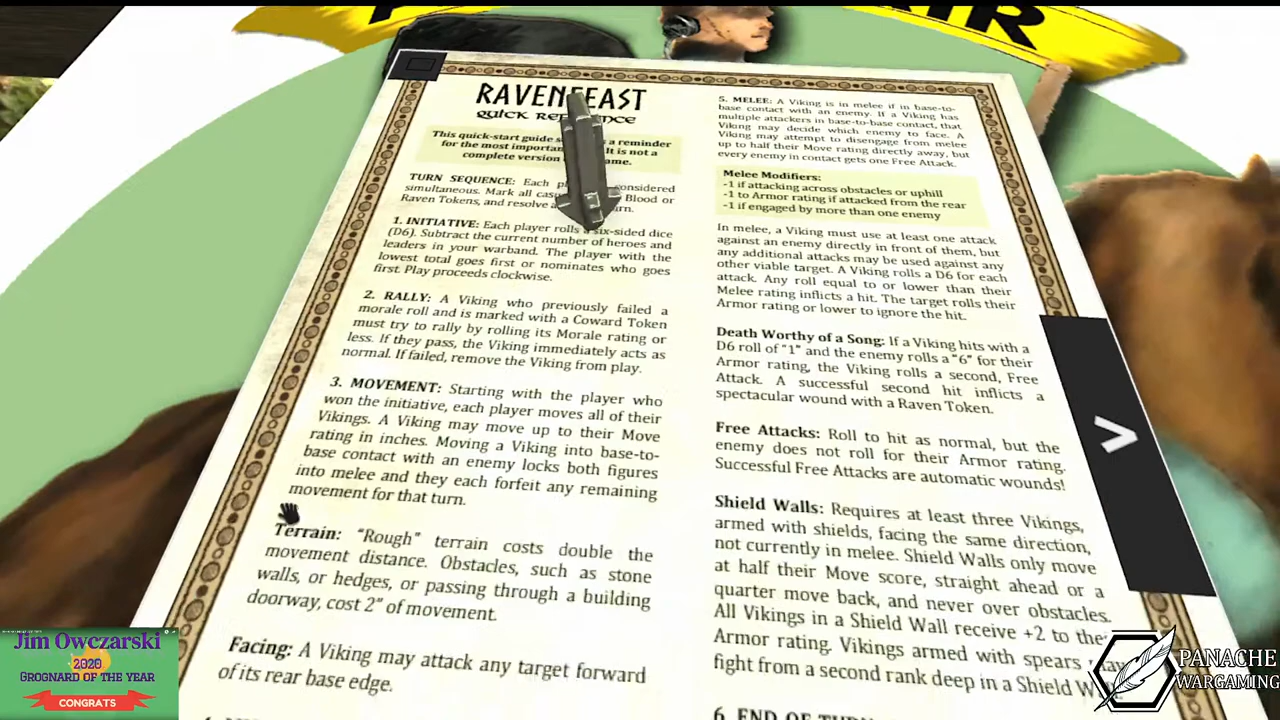 RAVENFEAST
QUICK REFERENCE
This quick-start guide a reminder
for the most important It is not a
complete version
TURN SEQUENCE: Each considered
simultaneous. Mark all Blood or
Raven Tokens, and resolve
1. INITIATIVE: Each player rolls a six-sided dice
(D6). Subtract the current number of heroes and
leaders in your warband. The player with the
lowest total goes first or nominates who goes
first. Play proceeds clockwise.
2. RALLY: A Viking who previously failed a
morale roll and is marked with a Coward Token
must try to rally by rolling its Morale rating or
less. If they pass, the Viking immediately acts as
normal. If failed, remove the Viking from play.
3. MOVEMENT: Starting with the player who
won the initiative, each player moves all of their
Vikings. A Viking may move up to their Move
rating in inches. Moving a Viking into base-to-
base contact with an enemy locks both figures
into melee and they each forfeit any remaining
movement for that turn.
Terrain: "Rough" terrain costs double the
movement distance. Obstacles, such as stone
walls, or hedges, or passing through a building
doorway, cost 2" of movement.
Facing: A Viking may attack any target forward
of its rear base edge.
5. MELEE: A Viking is in melee if in base-to-
base contact with an enemy. If a Viking has
multiple attackers in base-to-base contact, that
Viking may decide which enemy to face. A
Viking may attempt to disengage from melee
up to half their Move rating directly away, but
every enemy in contact gets one Free Attack.
Melee Modifiers:
-1 if attacking across obstacles or uphill
-1 to Armor rating if attacked from the rear
-1 if engaged by more than one enemy
In melee, a Viking must use at least one attack
against an enemy directly in front of them, but
any additional attacks may be used against any
other viable target. A Viking rolls a D6 for each
attack. Any roll equal to or lower than their
Melee rating inflicts a hit. The target rolls their
Armor rating or lower to ignore the hit.
Death Worthy of a Song: If a Viking hits with a
D6 roll of "1" and the enemy rolls a "6" for their
Armor rating, the Viking rolls a second, Free
Attack. A successful second hit inflicts a
spectacular wound with a Raven Token.
Free Attacks: Roll to hit as normal, but the
enemy does not roll for their Armor rating.
Successful Free Attacks are automatic wounds!
Shield Walls: Requires at least three Vikings,
armed with shields, facing the same direction,
not currently in melee. Shield Walls only move
at half their Move score, straight ahead or a
quarter move back, and never over obstacles.
All Vikings in a Shield Wall receive +2 to their
Armor rating. Vikings armed with spears may
fight from a second rank deep in a Shield
6. END OF TURN
>
Jim Owczarski
2020
GROGNARD OF THE YEAR
CONGRATS
PANACHE
WARGAMING